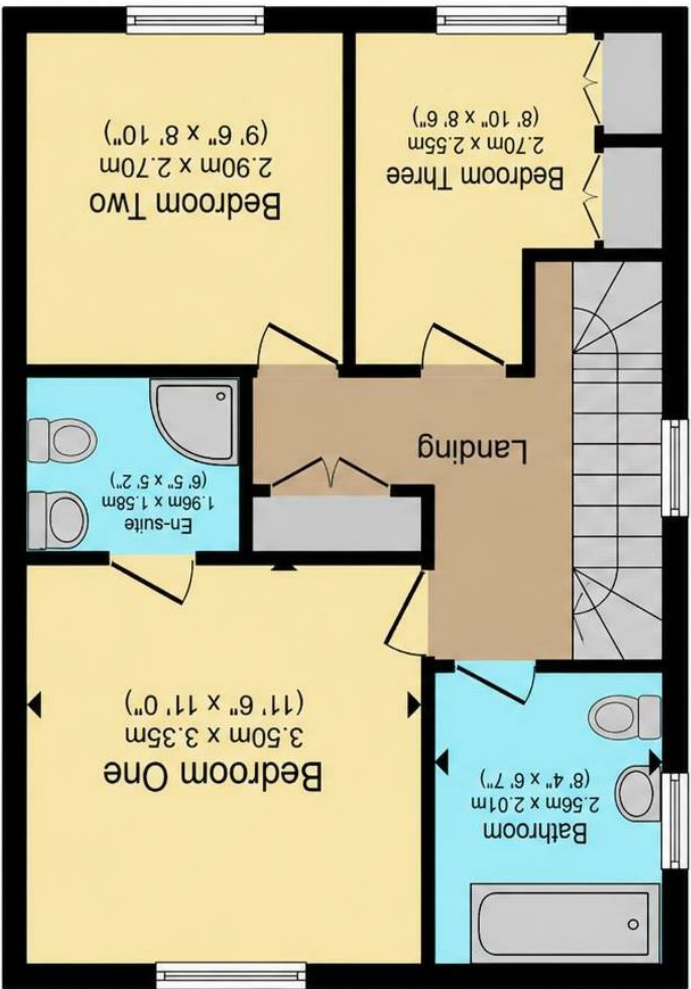 Bathroom
2.56m x 2.01m
(8' 4" x 6' 7")
Bedroom One
3.50m x 3.35m
(11' 6" x 11' 0")
En-suite
1.96m x 1.58m
(6' 5" x 5' 2")
Landing
Bedroom Three
2.70m x 2.55m
(8' 10" x 8' 6")
Bedroom Two
2.90m x 2.70m
(9' 6" x 8' 10")